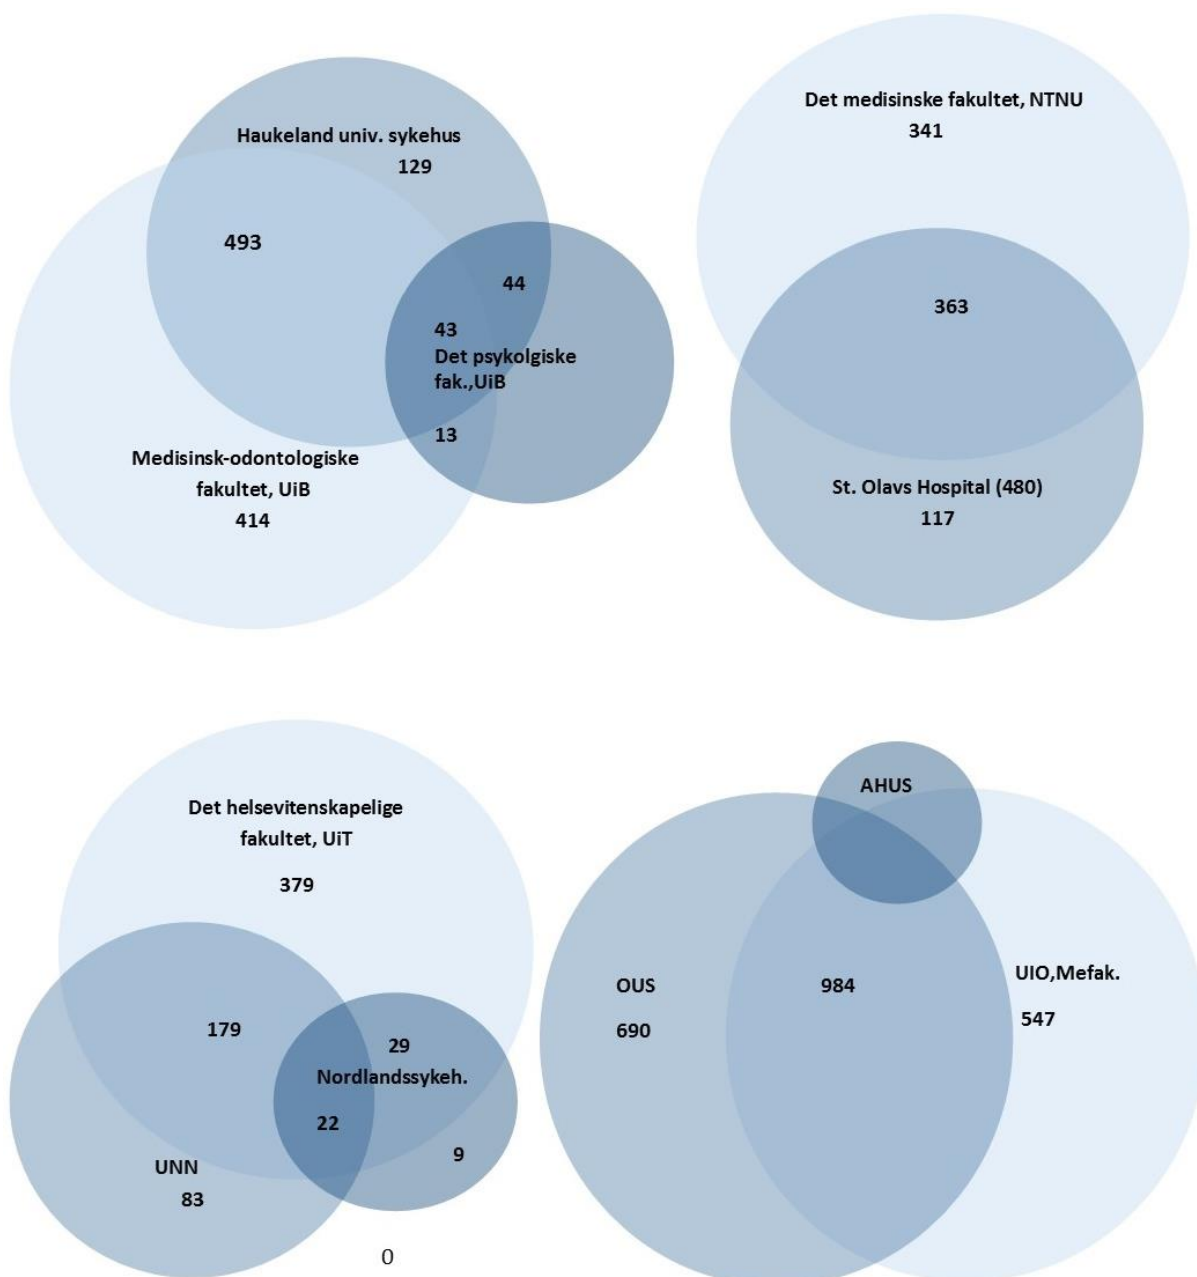 Haukeland univ. sykehus
129
493
44
43
Det psykolgiske
fak.,UiB
13
Medisinsk-odontologiske
fakultet, UiB
414
Det medisinske fakultet, NTNU
341
363
St. Olavs Hospital (480)
117
Det helsevitenskapelige
fakultet, UiT
379
179
29
Nordlandssykeh.
22
9
UNN
83
0
AHUS
OUS
690
984
UIO,Mefak.
547